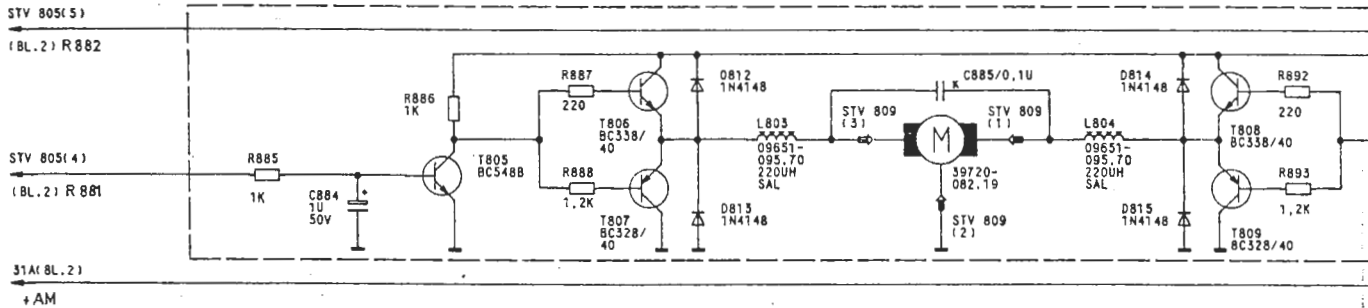 STV 805(5)
(BL.2) R882
R886
1K
R887
220
T806
BC338/
40
D812
1N4148
C885/0,1U
K
STV 809
(3)
STV 809
(1)
M
L803
09651-
095.70
220UH
SAL
L804
09651-
095.70
220UH
SAL
D814
1N4148
R892
220
T808
BC338/40
STV 805(4)
(BL.2) R881
R885
1K
C884
1U
50V
+
T805
BC548B
R888
1,2K
T807
BC328/
40
D813
1N4148
39720-
082.19
STV 809
(2)
D815
1N4148
R893
1,2K
T809
BC328/40
31A(BL.2)
+AM